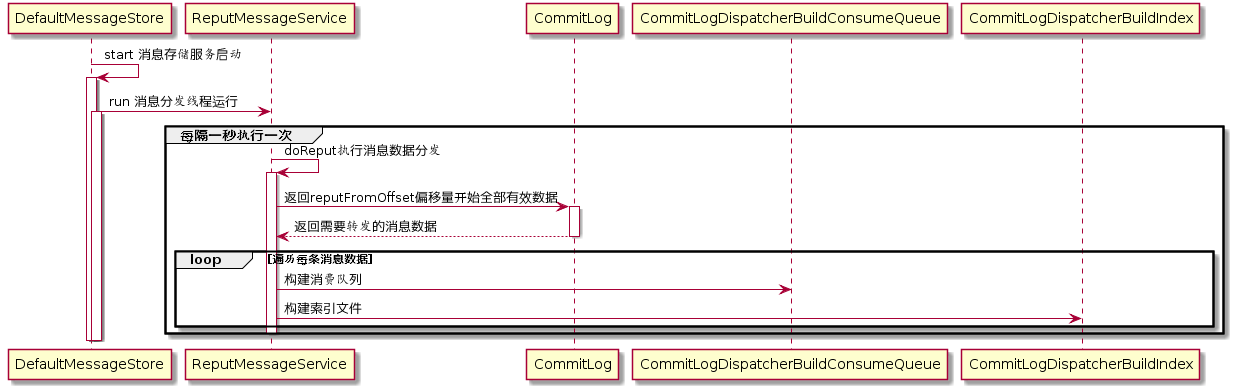 DefaultMessageStore
ReputMessageService
CommitLog
CommitLogDispatcherBuildConsumeQueue
CommitLogDispatcherBuildIndex
start 消息存储服务启动
run 消息分发线程运行
每隔一秒执行一次
doReput执行消息数据分发
返回reputFromOffset偏移量开始全部有效数据
返回需要转发的消息数据
loop [遍历每条消息数据]
构建消费队列
构建索引文件
DefaultMessageStore
ReputMessageService
CommitLog
CommitLogDispatcherBuildConsumeQueue
CommitLogDispatcherBuildIndex